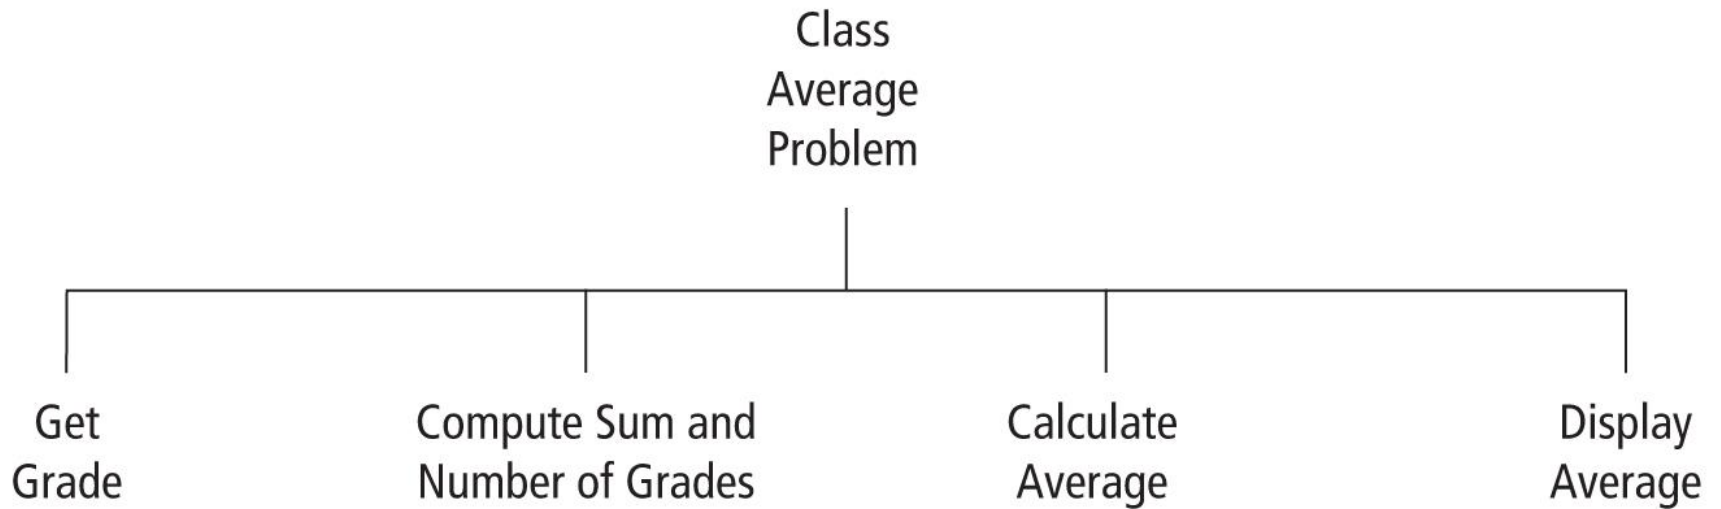 Class
Average
Problem
Get
Grade
Compute Sum and
Number of Grades
Calculate
Average
Display
Average